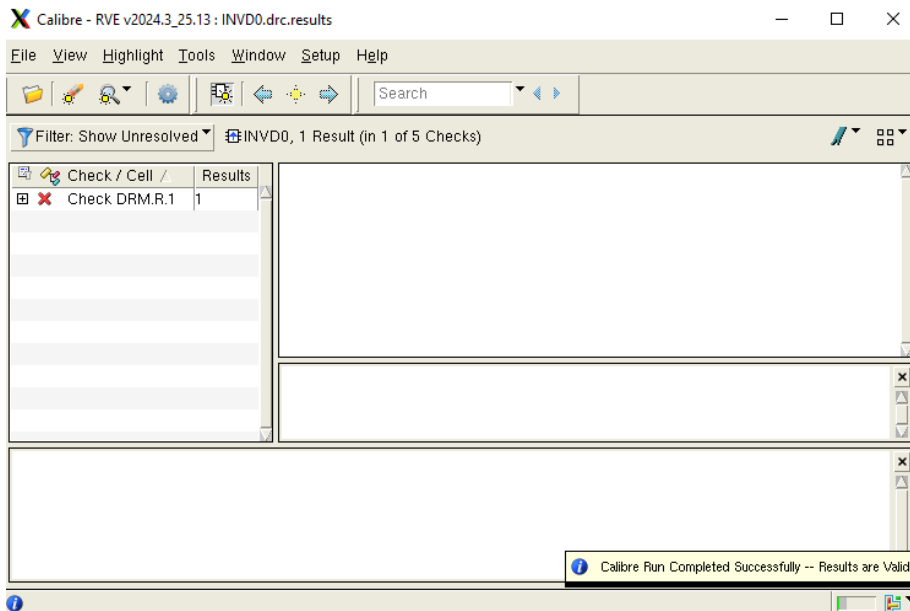 Calibre - RVE v2024.3_25.13 : INVD0.drc.results
File View Highlight Tools Window Setup Help
Search
Filter: Show Unresolved INVD0, 1 Result (in 1 of 5 Checks)
Check / Cell Results
Check DRM.R.1 1
Calibre Run Completed Successfully -- Results are Valid